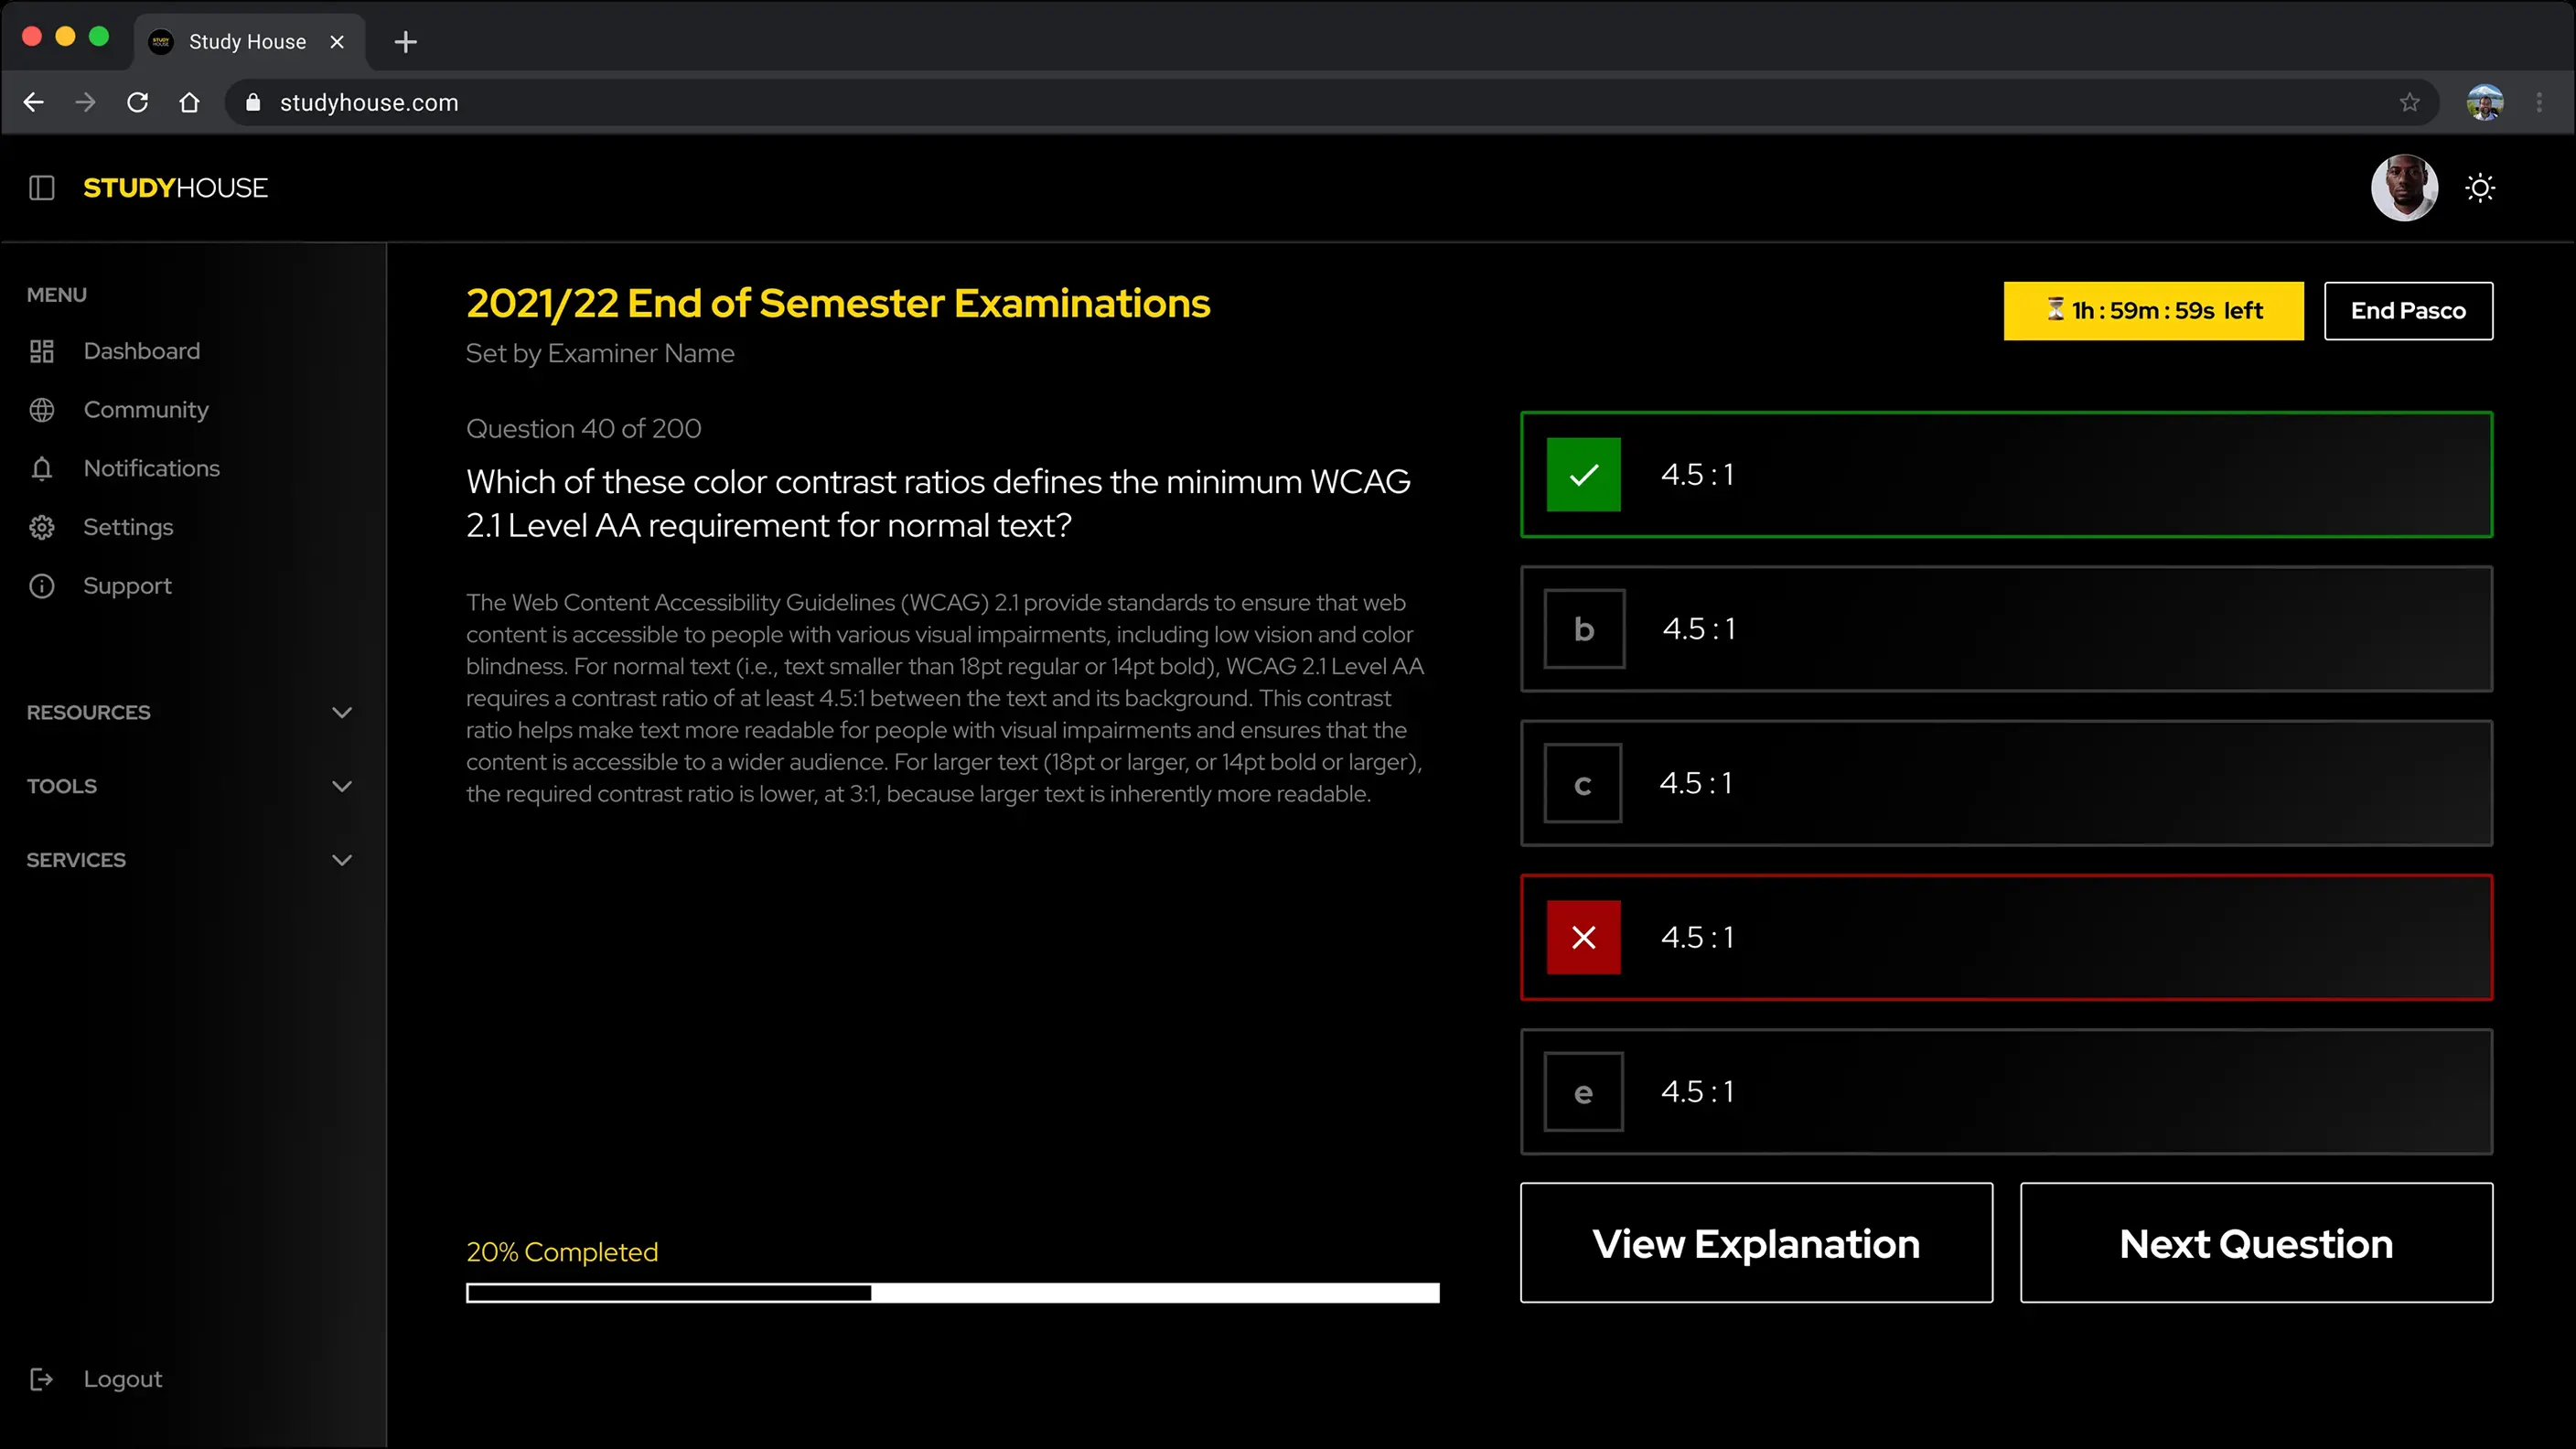 Study House
studyhouse.com
STUDYHOUSE
MENU
Dashboard
Community
Notifications
Settings
Support
RESOURCES
TOOLS
SERVICES
Logout
2021/22 End of Semester Examinations
Set by Examiner Name
1h : 59m : 59s left
End Pasco
Question 40 of 200
Which of these color contrast ratios defines the minimum WCAG
2.1 Level AA requirement for normal text?
The Web Content Accessibility Guidelines (WCAG) 2.1 provide standards to ensure that web
content is accessible to people with various visual impairments, including low vision and color
blindness. For normal text (i.e., text smaller than 18pt regular or 14pt bold), WCAG 2.1 Level AA
requires a contrast ratio of at least 4.5:1 between the text and its background. This contrast
ratio helps make text more readable for people with visual impairments and ensures that the
content is accessible to a wider audience. For larger text (18pt or larger, or 14pt bold or larger),
the required contrast ratio is lower, at 3:1, because larger text is inherently more readable.
20% Completed
4.5 : 1
b 4.5 : 1
c 4.5 : 1
4.5 : 1
e 4.5 : 1
View Explanation
Next Question